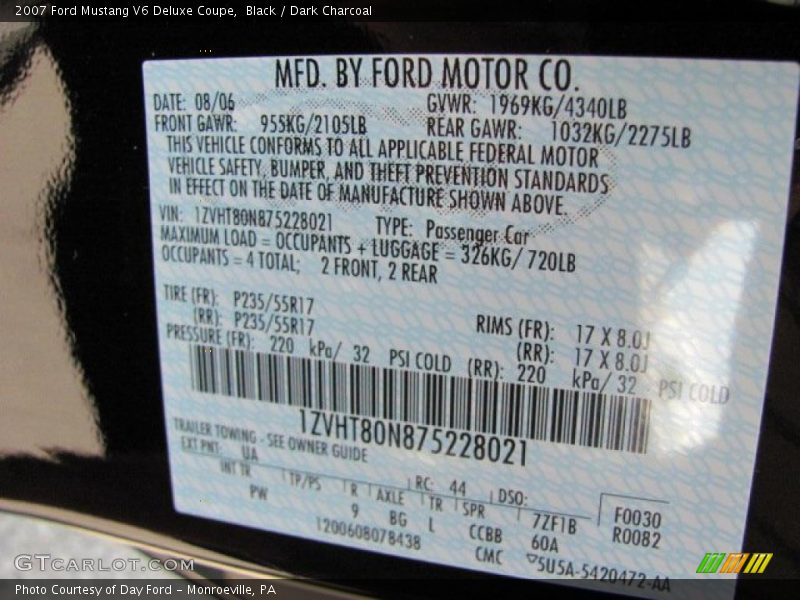 2007 Ford Mustang V6 Deluxe Coupe, Black / Dark Charcoal
MFD. BY FORD MOTOR CO.
DATE: 08/06 GVWR: 1969KG/4340LB
FRONT GAWR: 955KG/2105LB REAR GAWR: 1032KG/2275LB
THIS VEHICLE CONFORMS TO ALL APPLICABLE FEDERAL MOTOR
VEHICLE SAFETY, BUMPER, AND THEFT PREVENTION STANDARDS
IN EFFECT ON THE DATE OF MANUFACTURE SHOWN ABOVE.
VIN: 1ZVHT80N875228021 TYPE: Passenger Car
MAXIMUM LOAD = OCCUPANTS + LUGGAGE = 326KG/ 720LB
OCCUPANTS = 4 TOTAL; 2 FRONT, 2 REAR
TIRE (FR): P235/55R17 RIMS (FR): 17 X 8.0J
(RR): P235/55R17 (RR): 17 X 8.0J
PRESSURE (FR): 220 kPa/ 32 PSI COLD (RR): 220 kPa/ 32 PSI COLD
1ZVHT80N875228021
TRAILER TOWING - SEE OWNER GUIDE
EXT PNT: UA RC: 44 DSO:
INT TR TP/PS R AXLE TR SPR F0030
PW 9 BG L CCBB 7ZF1B R0082
1200608078438 CMC 60A
▽5U5A-5420472-AA
GTcarlot.com
Photo Courtesy of Day Ford - Monroeville, PA